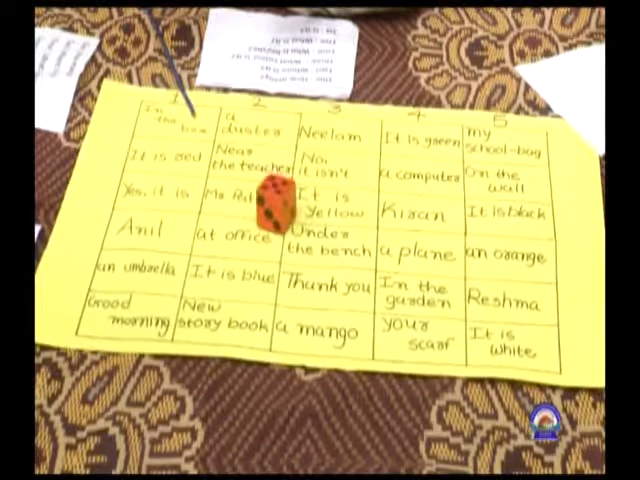 1 2 3 4 5
In the box
a duster
Neelam
It is green
my school-bag
It is red
Near the teacher
No, it isn't
a computer
On the wall
Yes, it is
Mr
It is Yellow
Kiran
It is black
Anil
at office
Under the bench
a plane
an orange
an umbrella
It is blue
Thank you
In the garden
Reshma
Good morning
New story book
a mango
your scarf
It is white